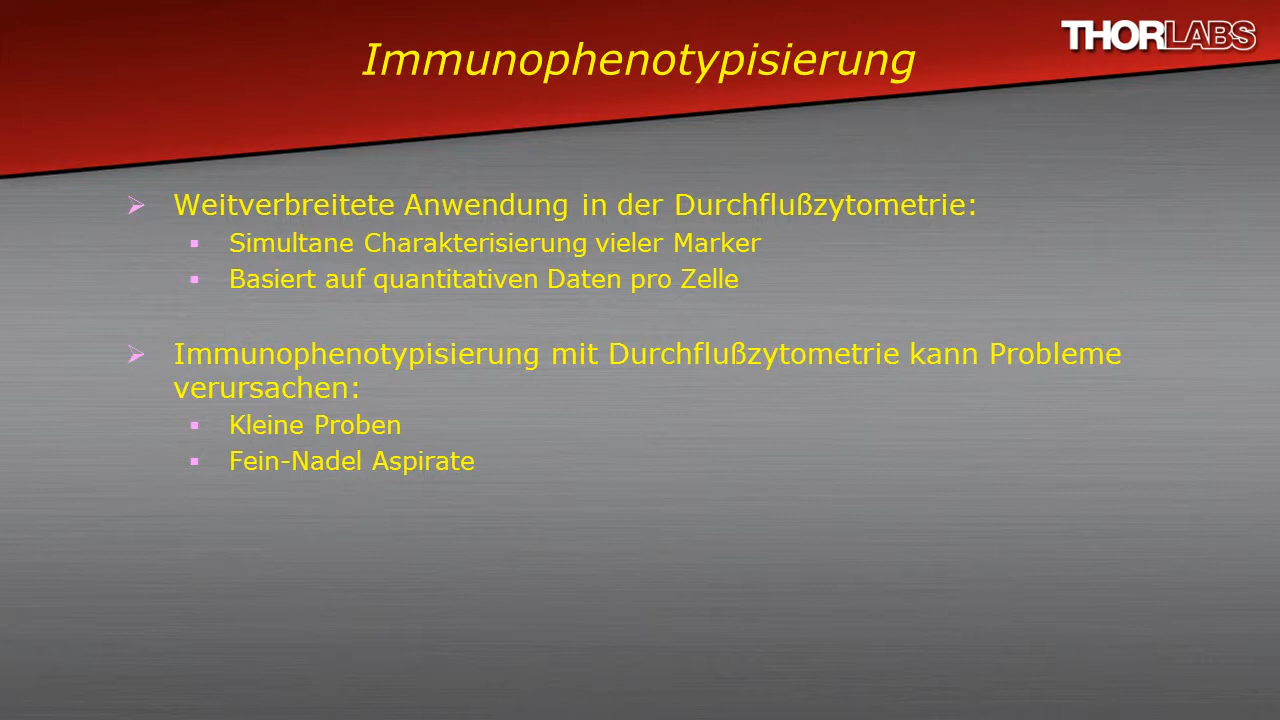 Immunophenotypisierung
THORLABS
Weitverbreitete Anwendung in der Durchflußzytometrie:
Simultane Charakterisierung vieler Marker
Basiert auf quantitativen Daten pro Zelle
Immunophenotypisierung mit Durchflußzytometrie kann Probleme
verursachen:
Kleine Proben
Fein-Nadel Aspirate